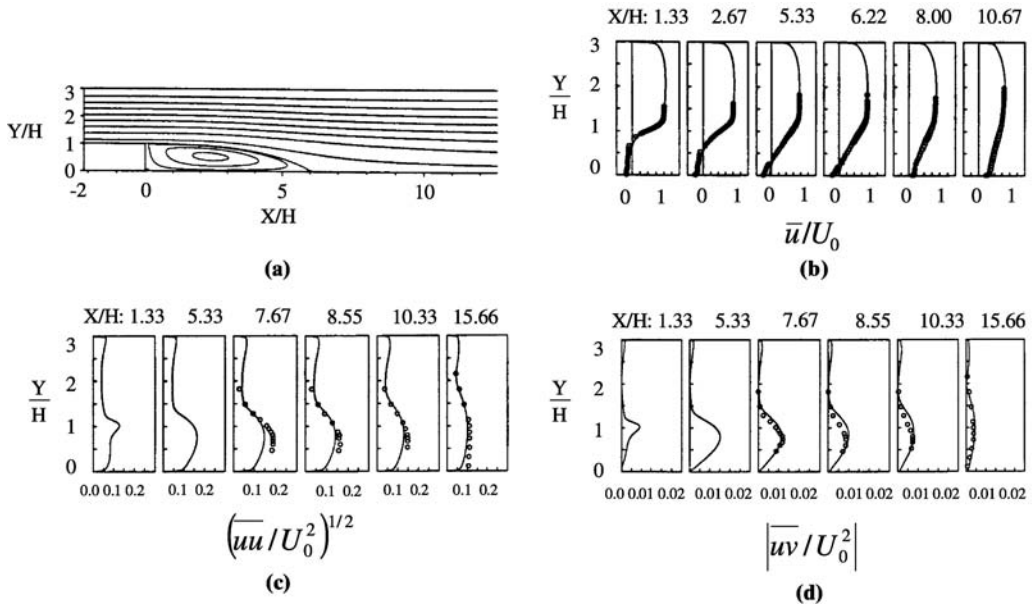 3
2
1
0
Y/H
-2
0
5
10
X/H
(a)
X/H: 1.33 2.67 5.33 6.22 8.00 10.67
3
2
1
0
Y
H
0 1 0 1 0 1 0 1 0 1 0 1
u̅/U₀
(b)
X/H: 1.33 5.33 7.67 8.55 10.33 15.66
3
2
1
0
Y
H
0.0 0.1 0.2 0.1 0.2 0.1 0.2 0.1 0.2 0.1 0.2 0.1 0.2
(u̅u̅/U₀²)^1/2
(c)
X/H: 1.33 5.33 7.67 8.55 10.33 15.66
3
2
1
0
Y
H
0.0 0.01 0.02 0.01 0.02 0.01 0.02 0.01 0.02 0.01 0.02 0.01 0.02
|u̅v̅/U₀²|
(d)